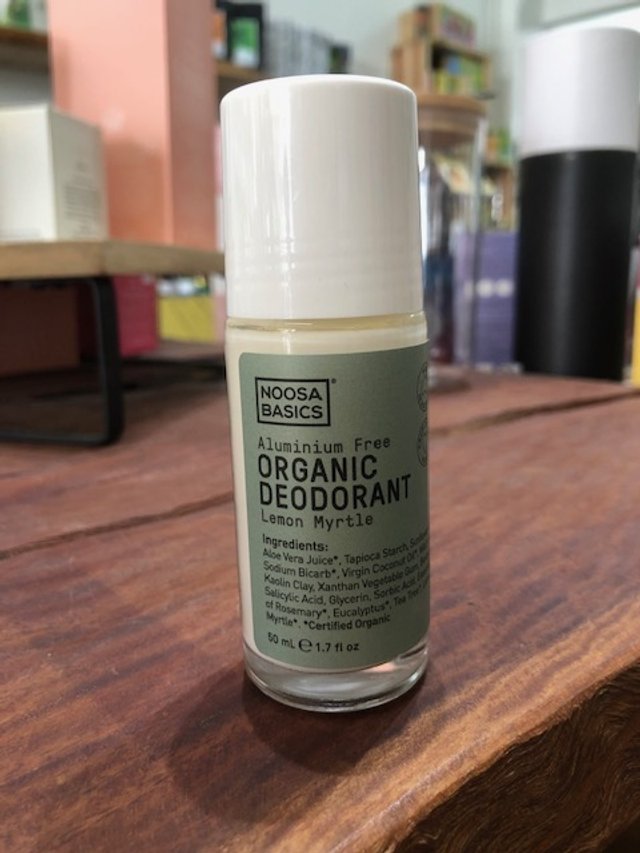 NOOSA
BASICS®
Aluminium Free
ORGANIC
DEODORANT
Lemon Myrtle
Ingredients:
Aloe Vera Juice*, Tapioca Starch,
Sodium Bicarb*, Virgin Coconut Oil*,
Kaolin Clay, Xanthan Vegetable Gum,
Salicylic Acid, Glycerin, Sorbic Acid,
of Rosemary*, Eucalyptus*, Tea Tree*,
Myrtle*. *Certified Organic
50 mL ℮ 1.7 fl oz